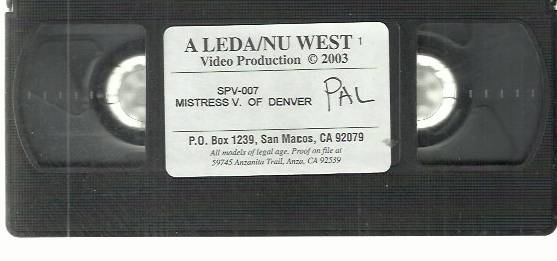 A LEDA/NU WEST 1
Video Production © 2003
SPV-007
MISTRESS V. OF DENVER PAL
P.O. Box 1239, San Macos, CA 92079
All models of legal age. Proof on file at
59745 Anzanita Trail, Anza, CA 92539